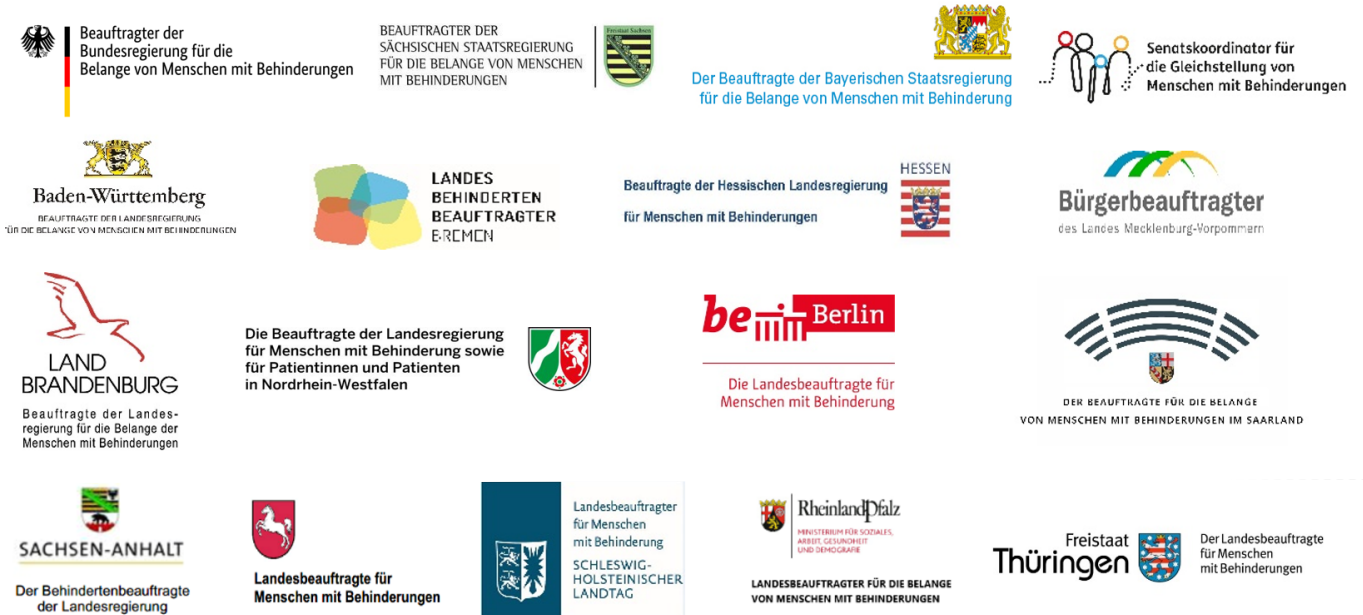 Beauftragter der
Bundesregierung für die
Belange von Menschen mit Behinderungen
BEAUFTRAGTER DER
SÄCHSISCHEN STAATSREGIERUNG
FÜR DIE BELANGE VON MENSCHEN
MIT BEHINDERUNGEN
Freistaat Sachsen
Der Beauftragte der Bayerischen Staatsregierung
für die Belange von Menschen mit Behinderung
Senatskoordinator für
die Gleichstellung von
Menschen mit Behinderungen
Baden-Württemberg
BEAUFTRAGTE DER LANDESREGIERUNG
FÜR DIE BELANGE VON MENSCHEN MIT BEHINDERUNGEN
LANDES
BEHINDERTEN
BEAUFTRAGTER
BREMEN
Beauftragte der Hessischen Landesregierung
für Menschen mit Behinderungen
HESSEN
Bürgerbeauftragter
des Landes Mecklenburg-Vorpommern
LAND
BRANDENBURG
Beauftragte der Landes-
regierung für die Belange der
Menschen mit Behinderungen
Die Beauftragte der Landesregierung
für Menschen mit Behinderung sowie
für Patientinnen und Patienten
in Nordrhein-Westfalen
be Berlin
Die Landesbeauftragte für
Menschen mit Behinderung
DER BEAUFTRAGTE FÜR DIE BELANGE
VON MENSCHEN MIT BEHINDERUNGEN IM SAARLAND
SACHSEN-ANHALT
Der Behindertenbeauftragte
der Landesregierung
Landesbeauftragte für
Menschen mit Behinderungen
Landesbeauftragter
für Menschen
mit Behinderung
SCHLESWIG-
HOLSTEINISCHER
LANDTAG
RheinlandPfalz
MINISTERIUM FÜR SOZIALES,
ARBEIT, GESUNDHEIT
UND DEMOGRAFIE
LANDESBEAUFTRAGTER FÜR DIE BELANGE
VON MENSCHEN MIT BEHINDERUNGEN
Freistaat
Thüringen
Der Landesbeauftragte
für Menschen
mit Behinderungen